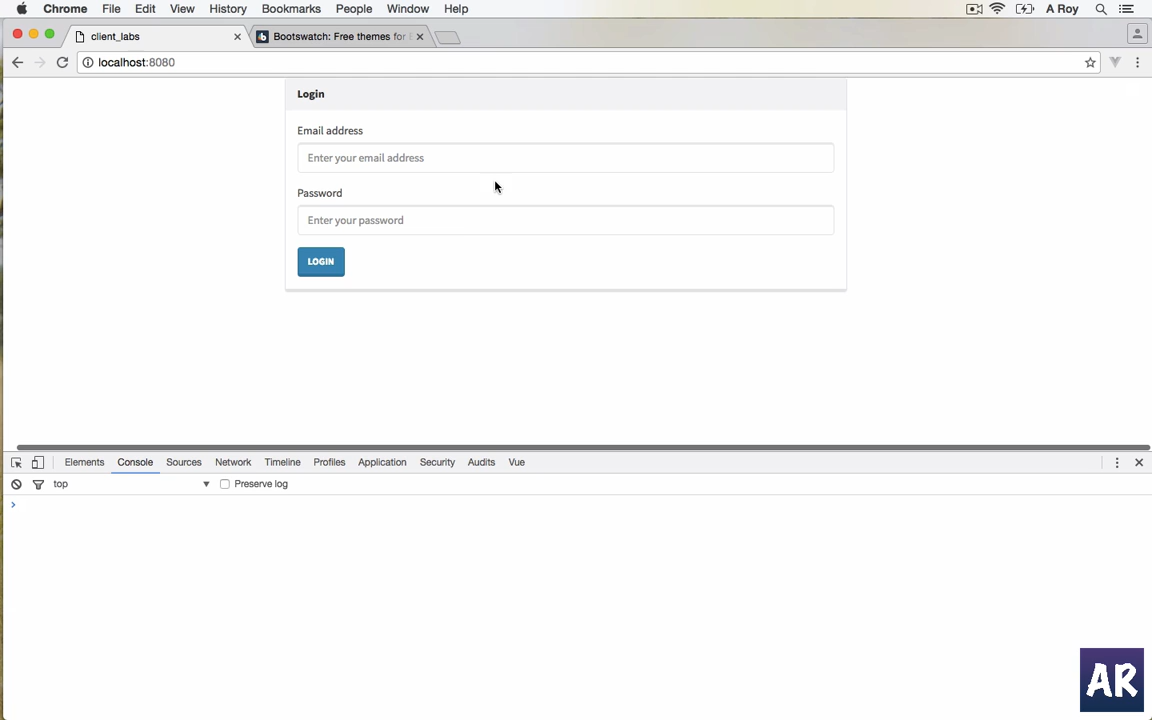 Chrome File Edit View History Bookmarks People Window Help A Roy
client_labs Bootswatch: Free themes for
localhost:8080
Login
Email address
Enter your email address
Password
Enter your password
LOGIN
Elements Console Sources Network Timeline Profiles Application Security Audits Vue
top Preserve log
AR